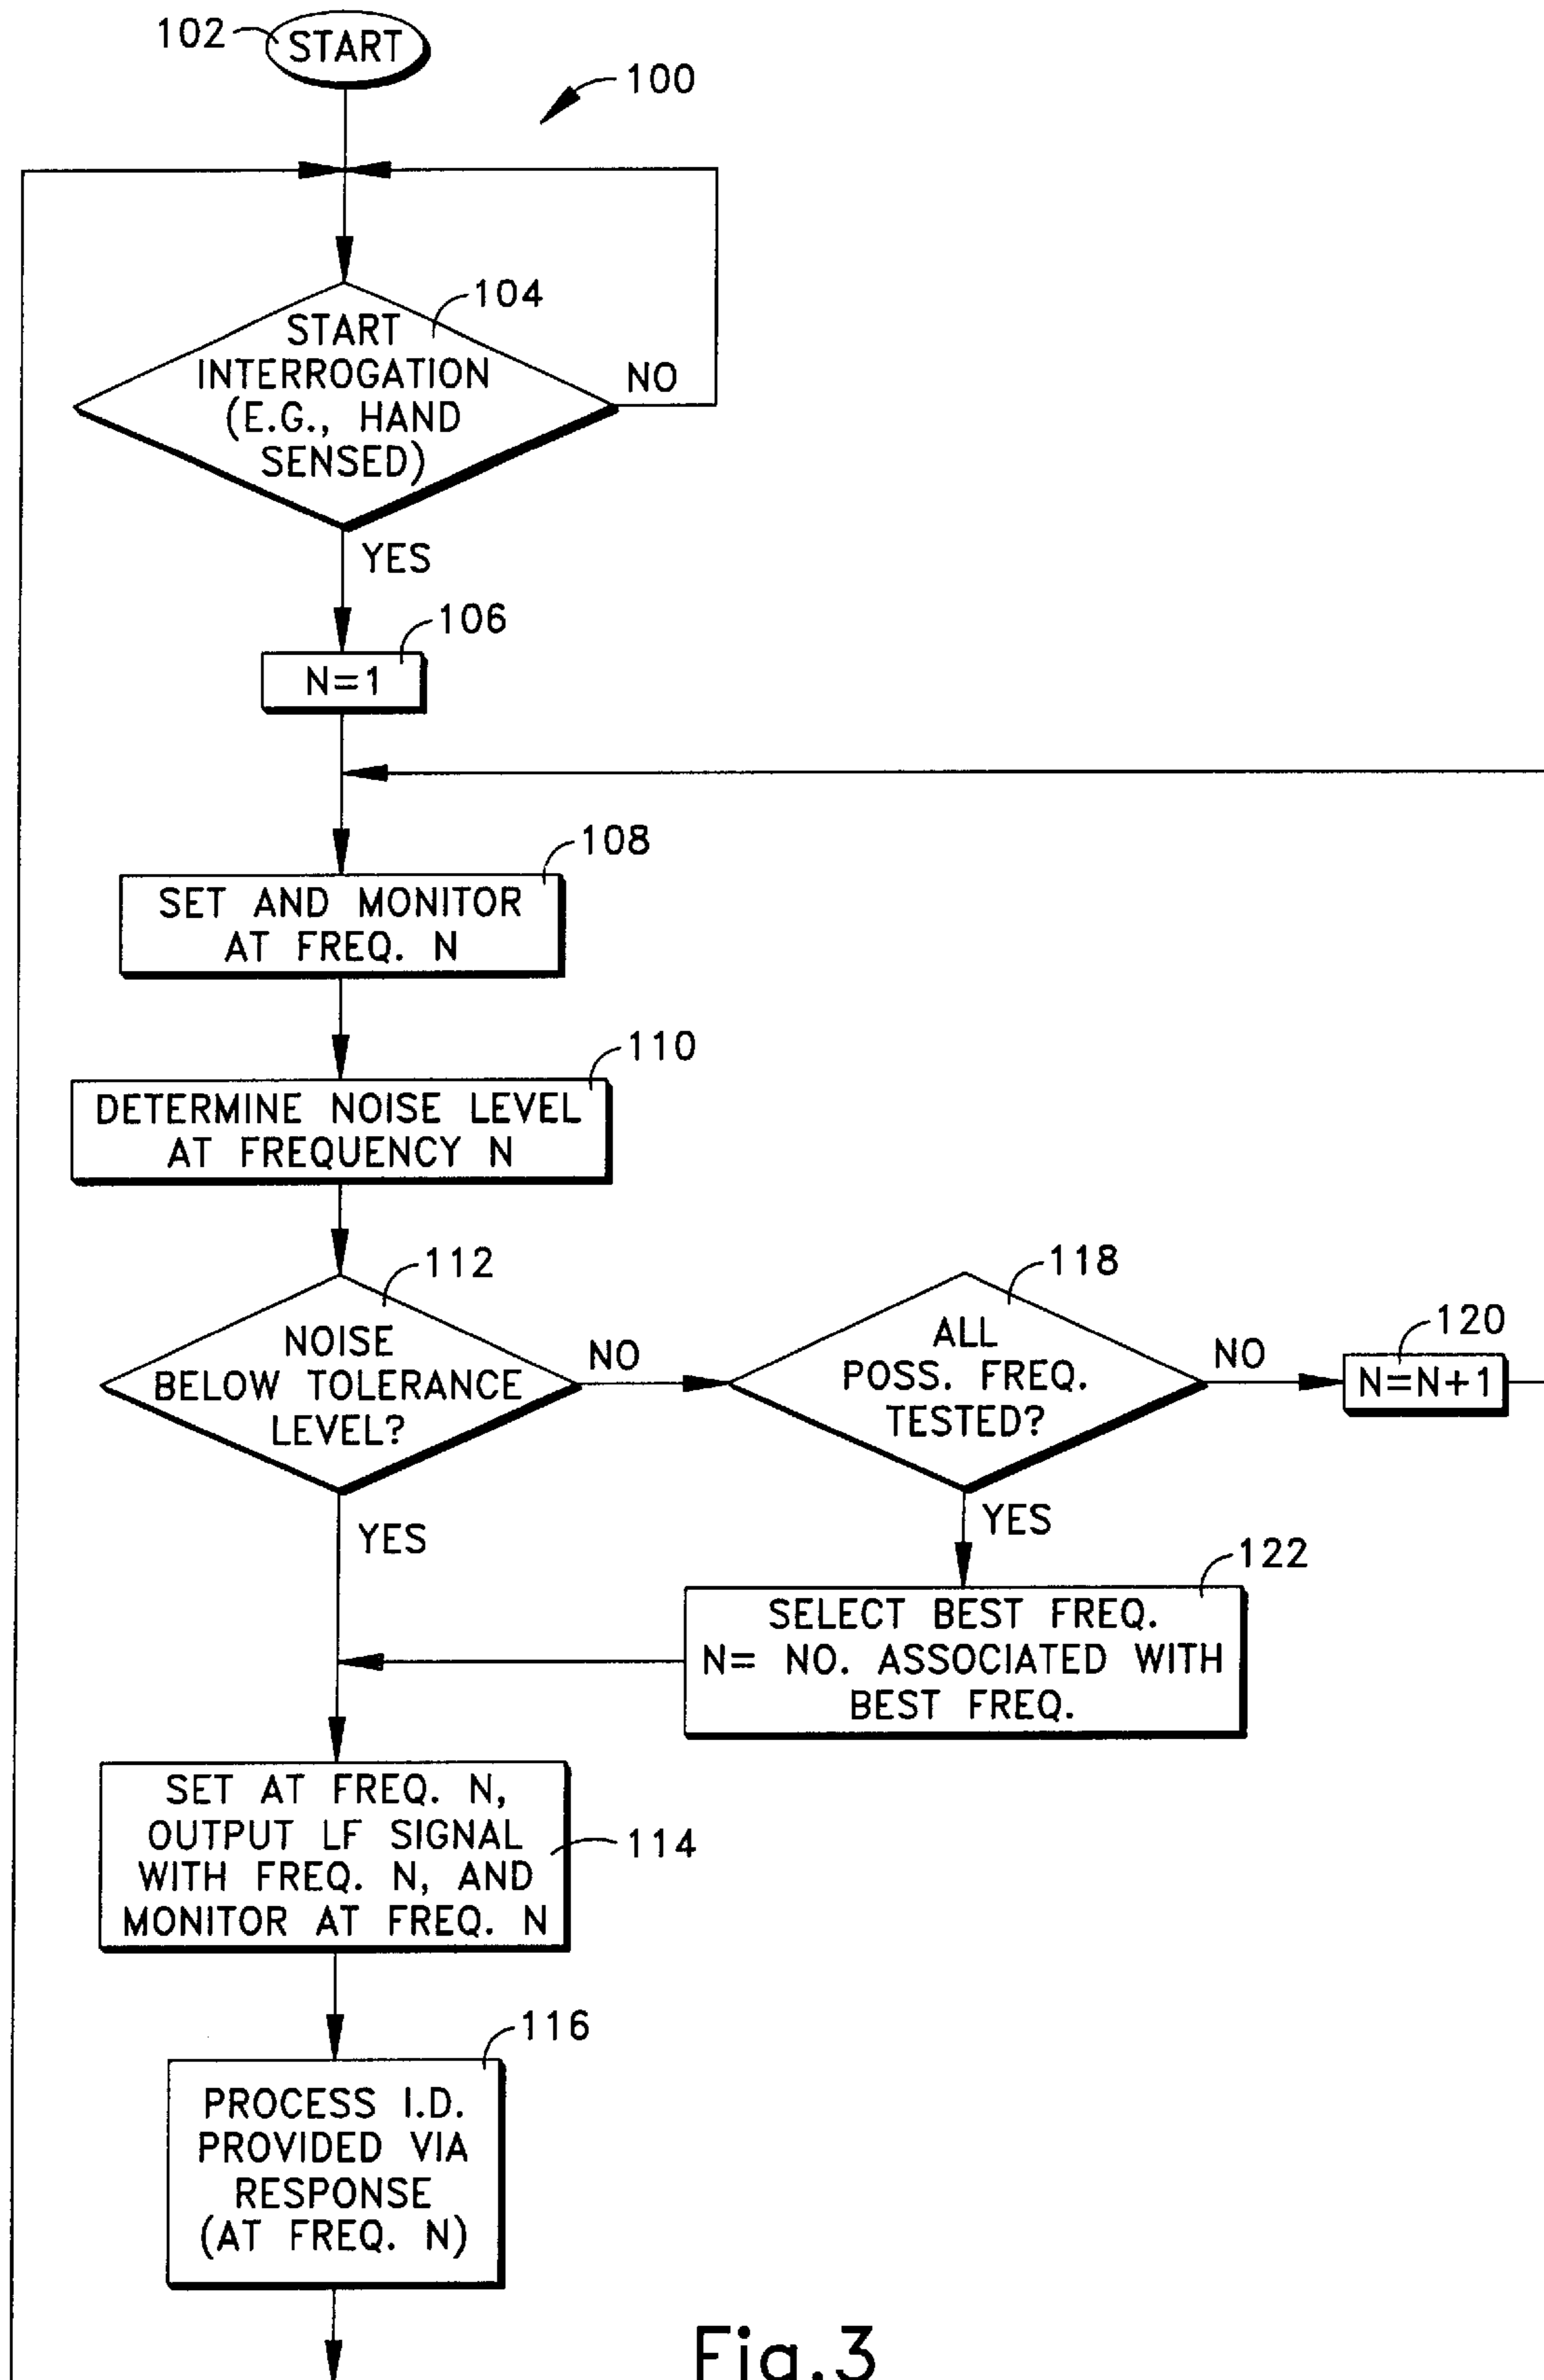 102
START
100
104
START
INTERROGATION
(E.G., HAND
SENSED)
NO
YES
106
N=1
108
SET AND MONITOR
AT FREQ. N
110
DETERMINE NOISE LEVEL
AT FREQUENCY N
112
NOISE
BELOW TOLERANCE
LEVEL?
NO
YES
118
ALL
POSS. FREQ.
TESTED?
NO
YES
120
N=N+1
122
SELECT BEST FREQ.
N= NO. ASSOCIATED WITH
BEST FREQ.
SET AT FREQ. N,
OUTPUT LF SIGNAL
WITH FREQ. N, AND
MONITOR AT FREQ. N
114
116
PROCESS I.D.
PROVIDED VIA
RESPONSE
(AT FREQ. N)
Fig.3